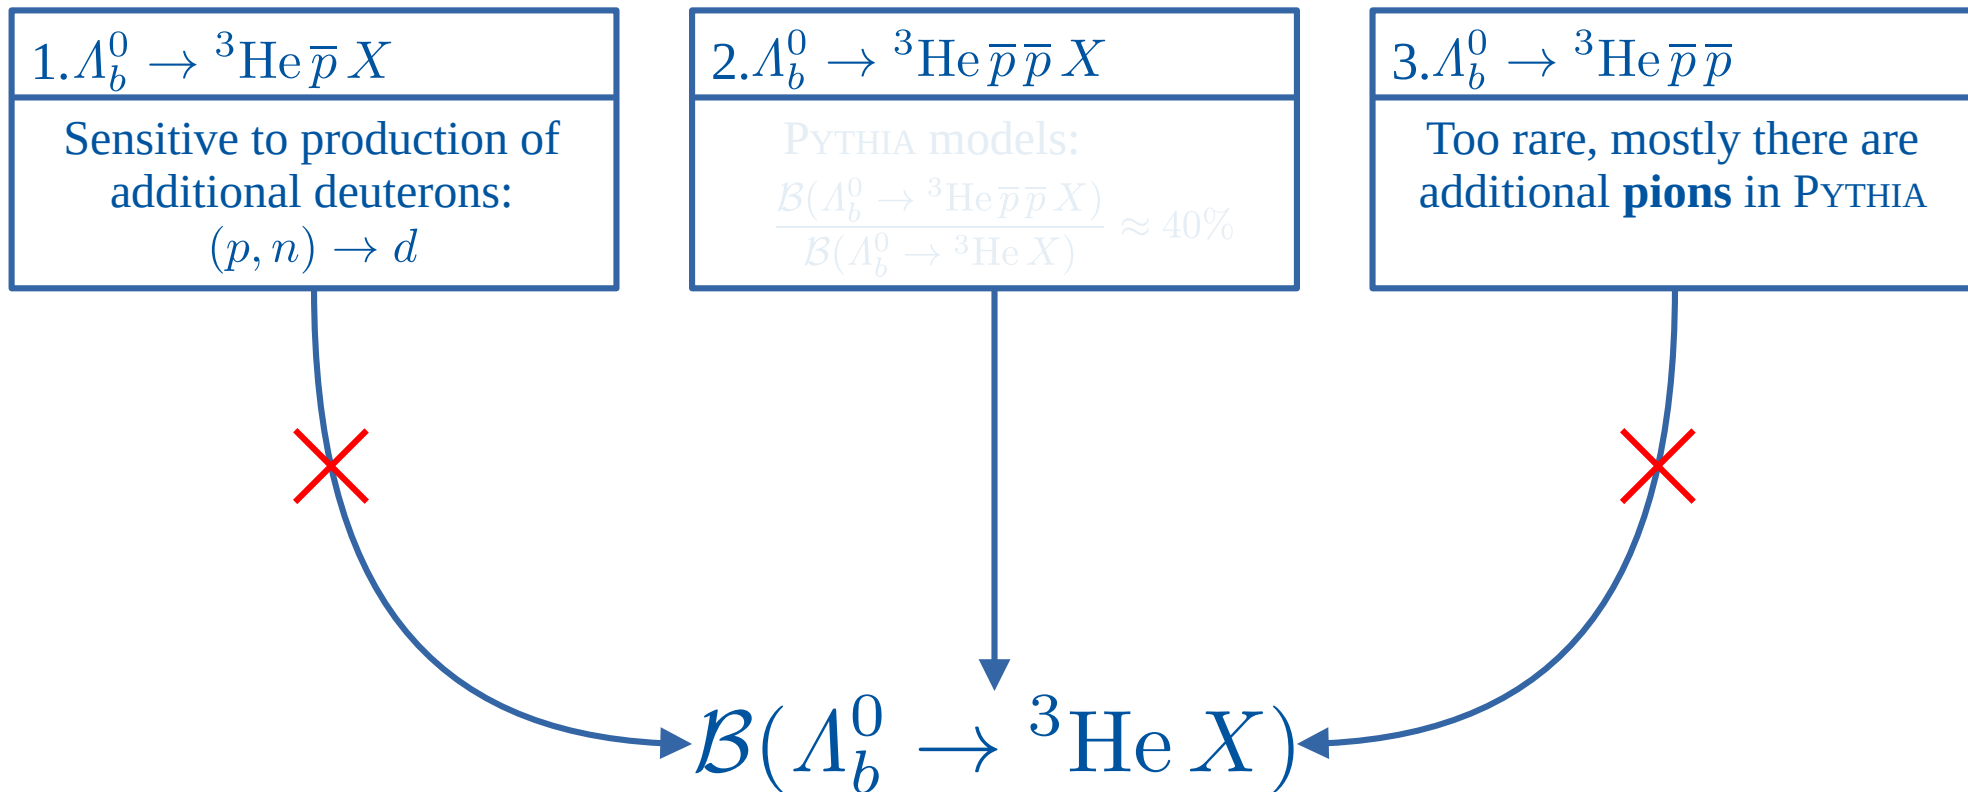 1. Λ_b^0 → ³He p̅ X
Sensitive to production of
additional deuterons:
(p, n) → d
2. Λ_b^0 → ³He p̅ p̅ X
PYTHIA models:
ℬ(Λ_b^0 → ³He p̅ p̅ X)
ℬ(Λ_b^0 → ³He X)
≈ 40%
3. Λ_b^0 → ³He p̅ p̅
Too rare, mostly there are
additional pions in PYTHIA
ℬ(Λ_b^0 → ³He X)